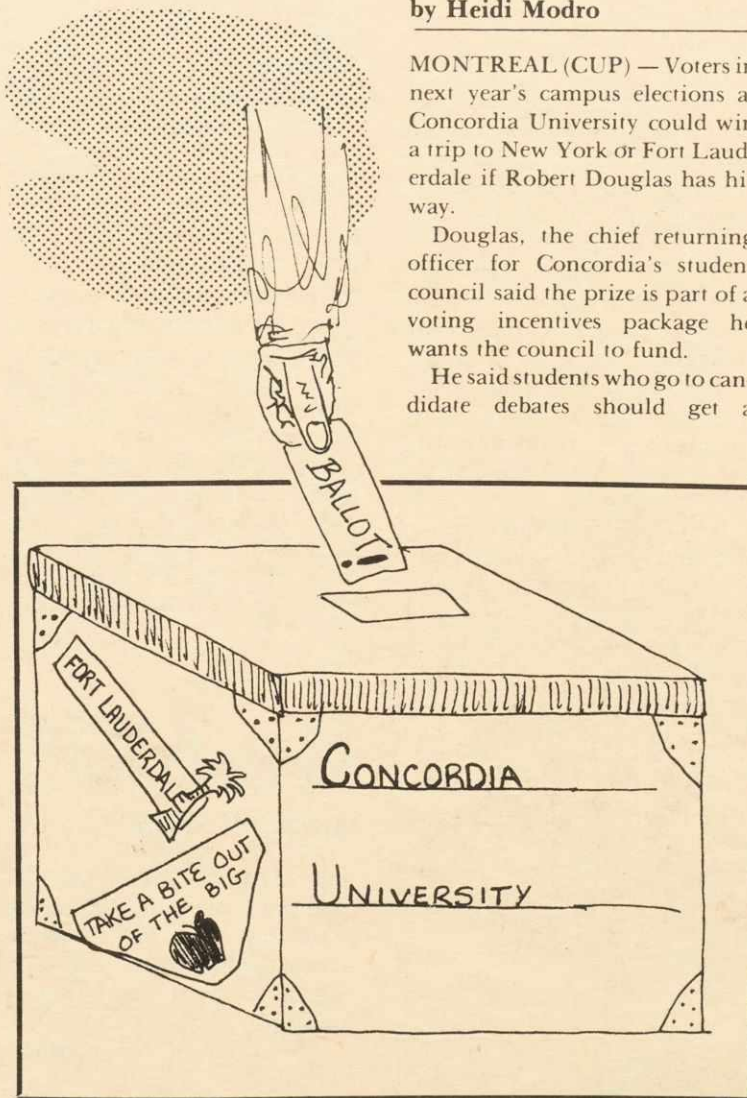 by Heidi Modro
MONTREAL (CUP) — Voters in
next year's campus elections a
Concordia University could win
a trip to New York or Fort Laud
erdale if Robert Douglas has hi
way.
Douglas, the chief returning
officer for Concordia's studen
council said the prize is part of a
voting incentives package he
wants the council to fund.
He said students who go to can
didate debates should get a
BALLOT!!
FORT LAUDERDALE
TAKE A BITE OUT
OF THE BIG
CONCORDIA
UNIVERSITY